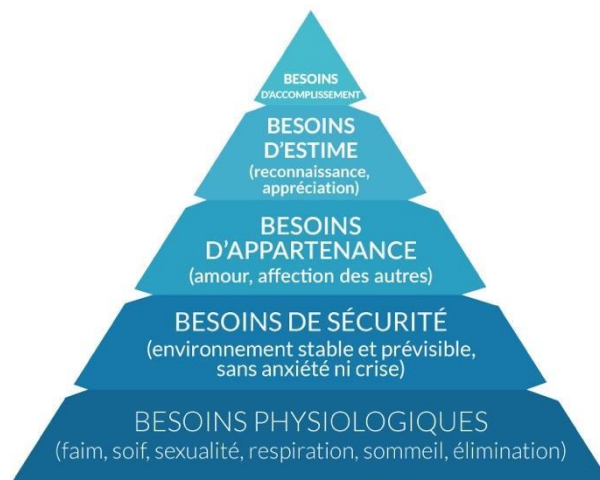 BESOINS
D'ACCOMPLISSEMENT
BESOINS
D'ESTIME
(reconnaissance,
appréciation)
BESOINS
D'APPARTENANCE
(amour, affection des autres)
BESOINS DE SÉCURITÉ
(environnement stable et prévisible,
sans anxiété ni crise)
BESOINS PHYSIOLOGIQUES
(faim, soif, sexualité, respiration, sommeil, élimination)